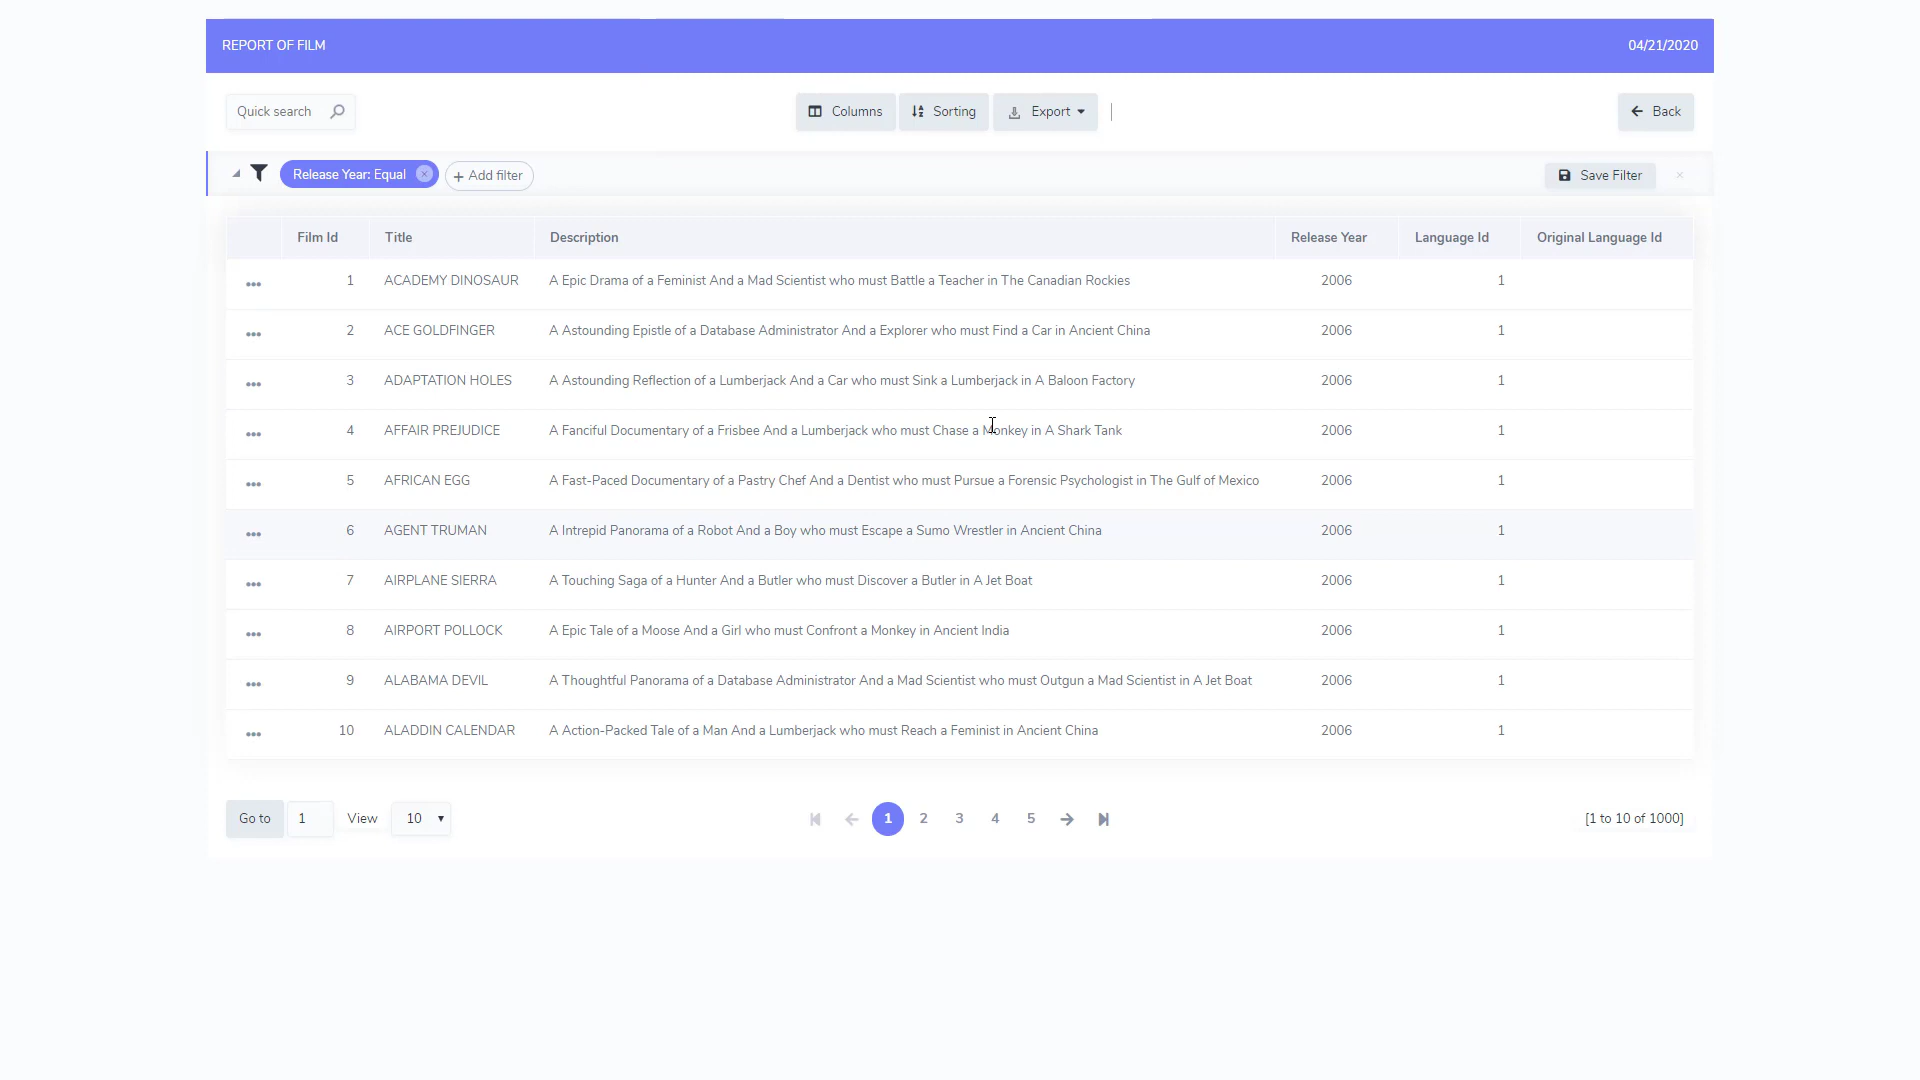 REPORT OF FILM 04/21/2020
Quick search Columns Sorting Export Back
Release Year: Equal Add filter Save Filter
Film Id Title Description Release Year Language Id Original Language Id
1 ACADEMY DINOSAUR A Epic Drama of a Feminist And a Mad Scientist who must Battle a Teacher in The Canadian Rockies 2006 1
2 ACE GOLDFINGER A Astounding Epistle of a Database Administrator And a Explorer who must Find a Car in Ancient China 2006 1
3 ADAPTATION HOLES A Astounding Reflection of a Lumberjack And a Car who must Sink a Lumberjack in A Baloon Factory 2006 1
4 AFFAIR PREJUDICE A Fanciful Documentary of a Frisbee And a Lumberjack who must Chase a Monkey in A Shark Tank 2006 1
5 AFRICAN EGG A Fast-Paced Documentary of a Pastry Chef And a Dentist who must Pursue a Forensic Psychologist in The Gulf of Mexico 2006 1
6 AGENT TRUMAN A Intrepid Panorama of a Robot And a Boy who must Escape a Sumo Wrestler in Ancient China 2006 1
7 AIRPLANE SIERRA A Touching Saga of a Hunter And a Butler who must Discover a Butler in A Jet Boat 2006 1
8 AIRPORT POLLOCK A Epic Tale of a Moose And a Girl who must Confront a Monkey in Ancient India 2006 1
9 ALABAMA DEVIL A Thoughtful Panorama of a Database Administrator And a Mad Scientist who must Outgun a Mad Scientist in A Jet Boat 2006 1
10 ALADDIN CALENDAR A Action-Packed Tale of a Man And a Lumberjack who must Reach a Feminist in Ancient China 2006 1
Go to 1 View 10 1 2 3 4 5 [1 to 10 of 1000]